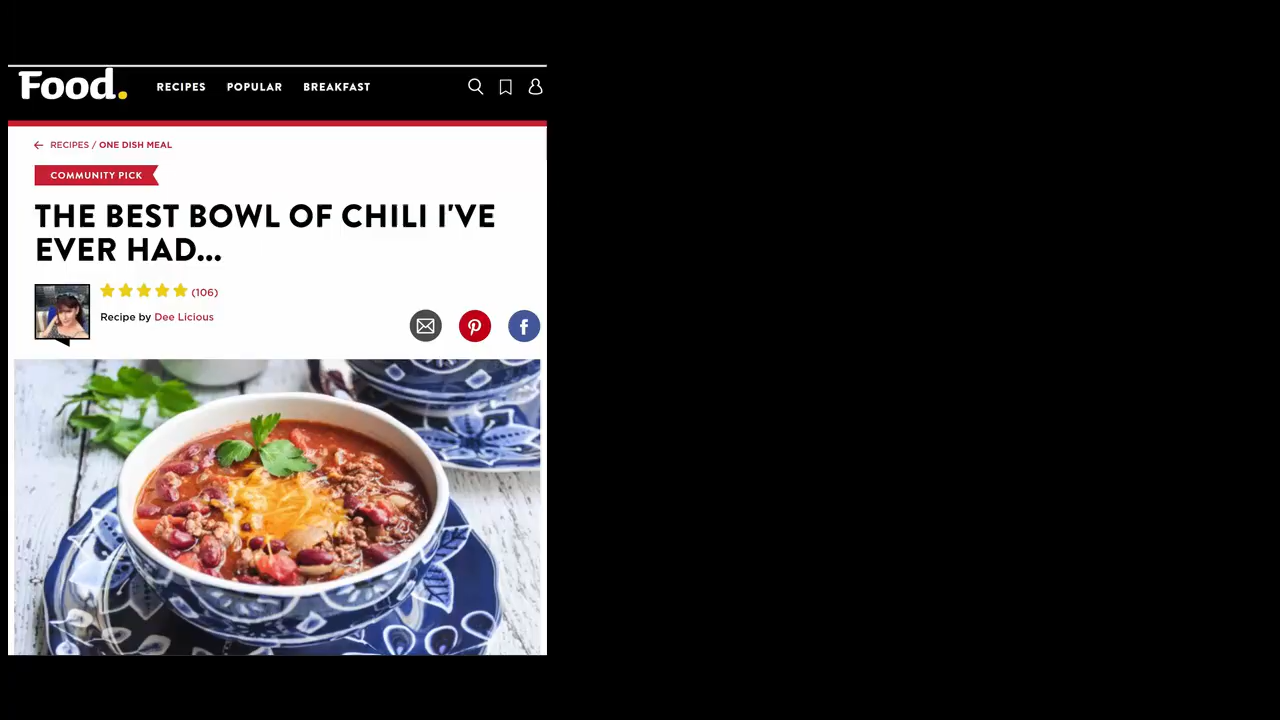 Food.
RECIPES POPULAR BREAKFAST
RECIPES / ONE DISH MEAL
COMMUNITY PICK
THE BEST BOWL OF CHILI I'VE
EVER HAD...
(106)
Recipe by Dee Licious